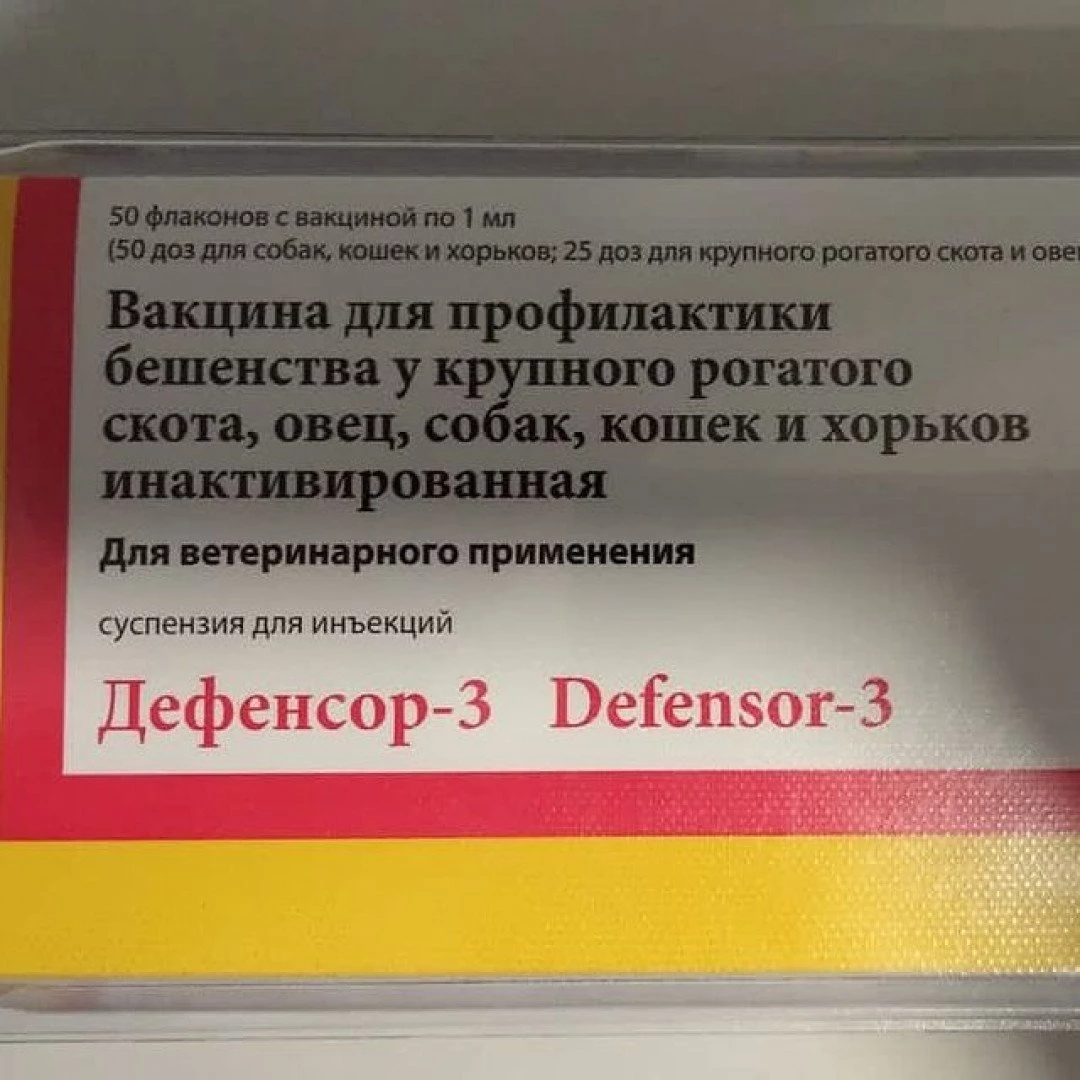 50 флаконов с вакциной по 1 мл
(50 доз для собак, кошек и хорьков; 25 доз для крупного рогатого скота и
Вакцина для профилактики
бешенства у крупного рогатого
скота, овец, собак, кошек и хорьков
инактивированная
Для ветеринарного применения
суспензия для инъекций
Дефенсор-3 Defensor-3